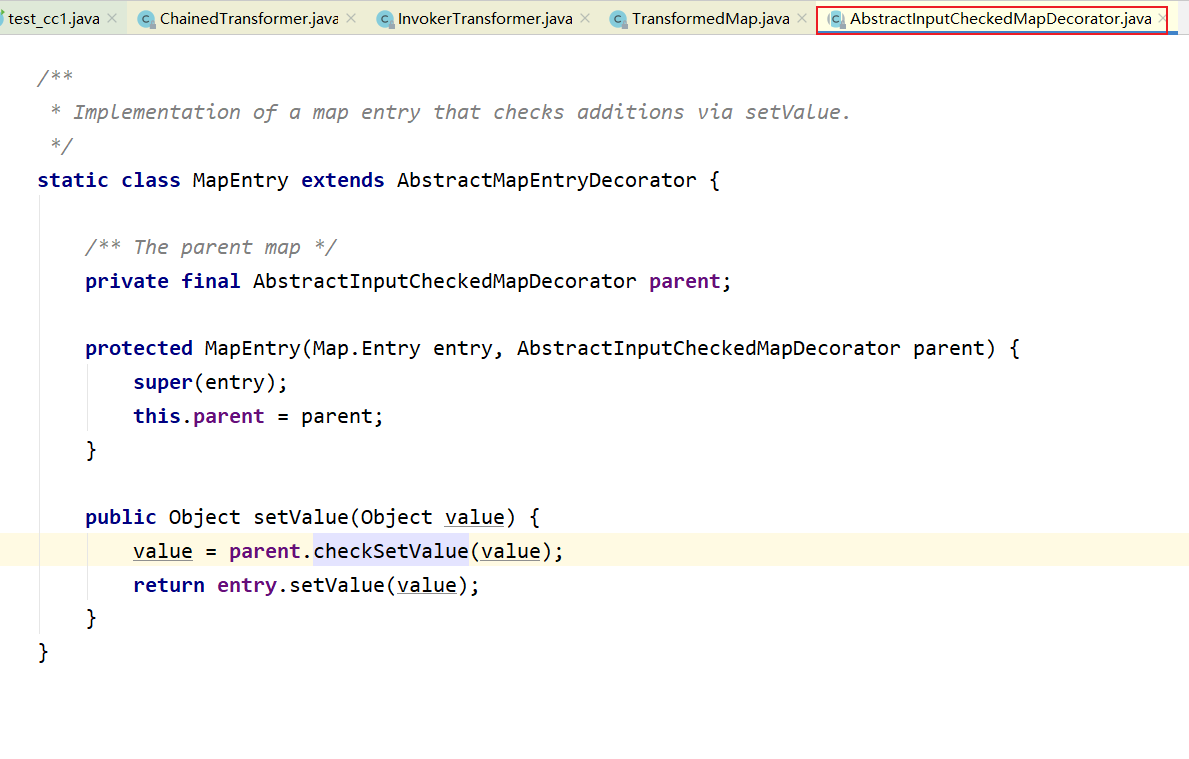 test_cc1.java ChainedTransformer.java InvokerTransformer.java TransformedMap.java AbstractInputCheckedMapDecorator.java
/**
* Implementation of a map entry that checks additions via setValue.
*/
static class MapEntry extends AbstractMapEntryDecorator {
/** The parent map */
private final AbstractInputCheckedMapDecorator parent;
protected MapEntry(Map.Entry entry, AbstractInputCheckedMapDecorator parent) {
super(entry);
this.parent = parent;
}
public Object setValue(Object value) {
value = parent.checkSetValue(value);
return entry.setValue(value);
}
}